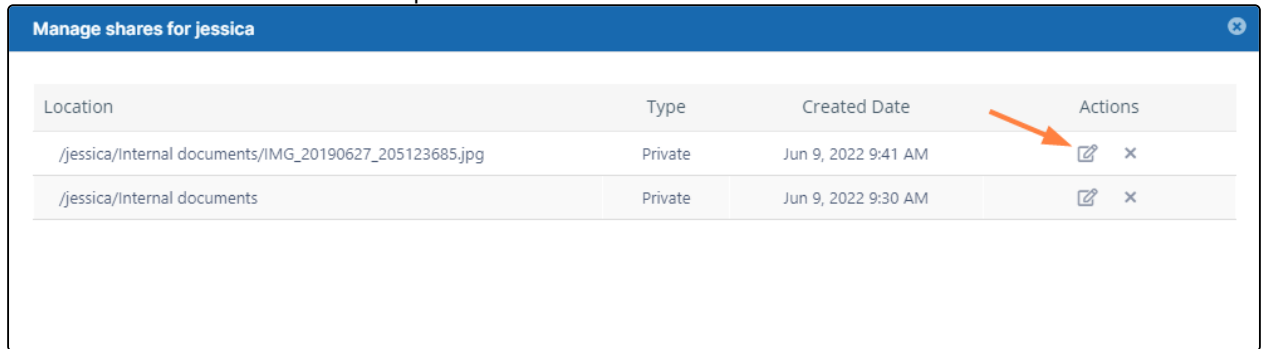 Manage shares for jessica
Location Type Created Date Actions
/jessica/Internal documents/IMG_20190627_205123685.jpg Private Jun 9, 2022 9:41 AM
/jessica/Internal documents Private Jun 9, 2022 9:30 AM